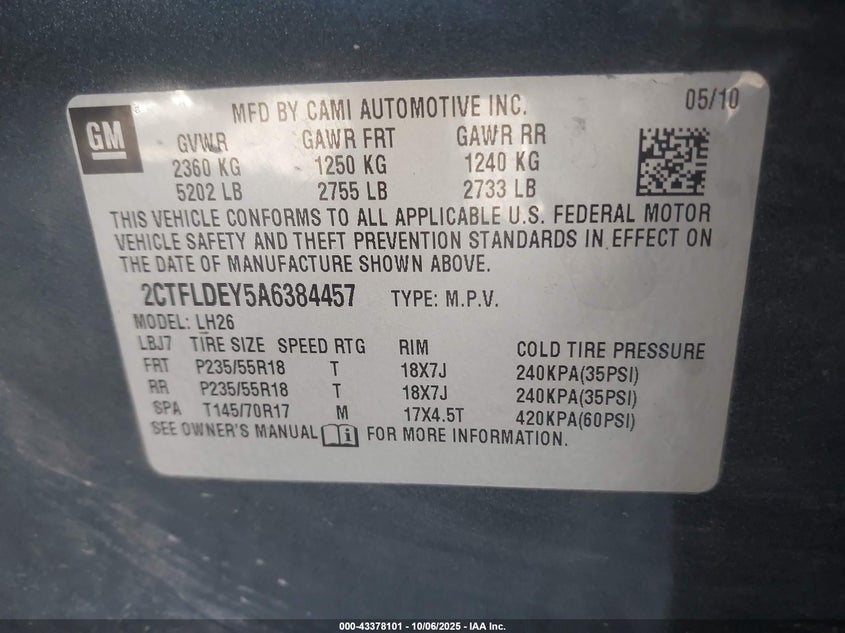 GM
MFD BY CAMI AUTOMOTIVE INC. 05/10
GVWR GAWR FRT GAWR RR
2360 KG 1250 KG 1240 KG
5202 LB 2755 LB 2733 LB
THIS VEHICLE CONFORMS TO ALL APPLICABLE U.S. FEDERAL MOTOR
VEHICLE SAFETY AND THEFT PREVENTION STANDARDS IN EFFECT ON
THE DATE OF MANUFACTURE SHOWN ABOVE.
2CTFLDEY5A6384457 TYPE: M.P.V.
MODEL: LH26
LBJ7 TIRE SIZE SPEED RTG RIM COLD TIRE PRESSURE
FRT P235/55R18 T 18X7J 240KPA(35PSI)
RR P235/55R18 T 18X7J 240KPA(35PSI)
SPA T145/70R17 M 17X4.5T 420KPA(60PSI)
SEE OWNER'S MANUAL FOR MORE INFORMATION.
000-43378101 - 10/06/2025 - IAA Inc.